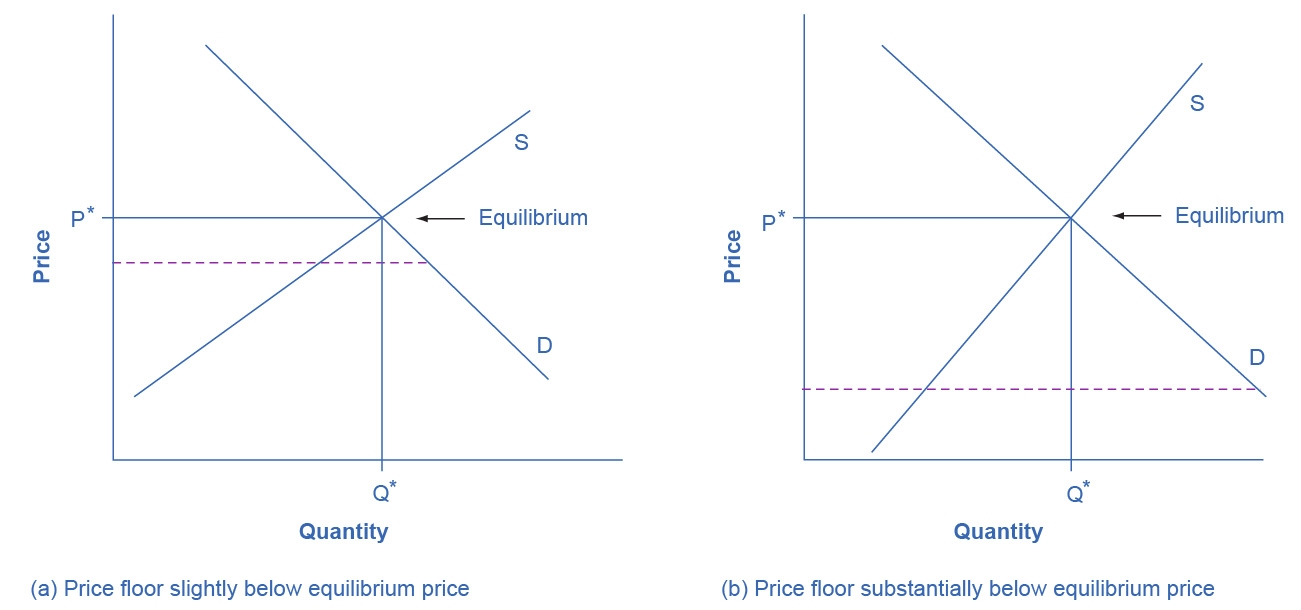 S
P*
Equilibrium
Price
D
Q*
Quantity
(a) Price floor slightly below equilibrium price
S
P*
Equilibrium
Price
D
Q*
Quantity
(b) Price floor substantially below equilibrium price